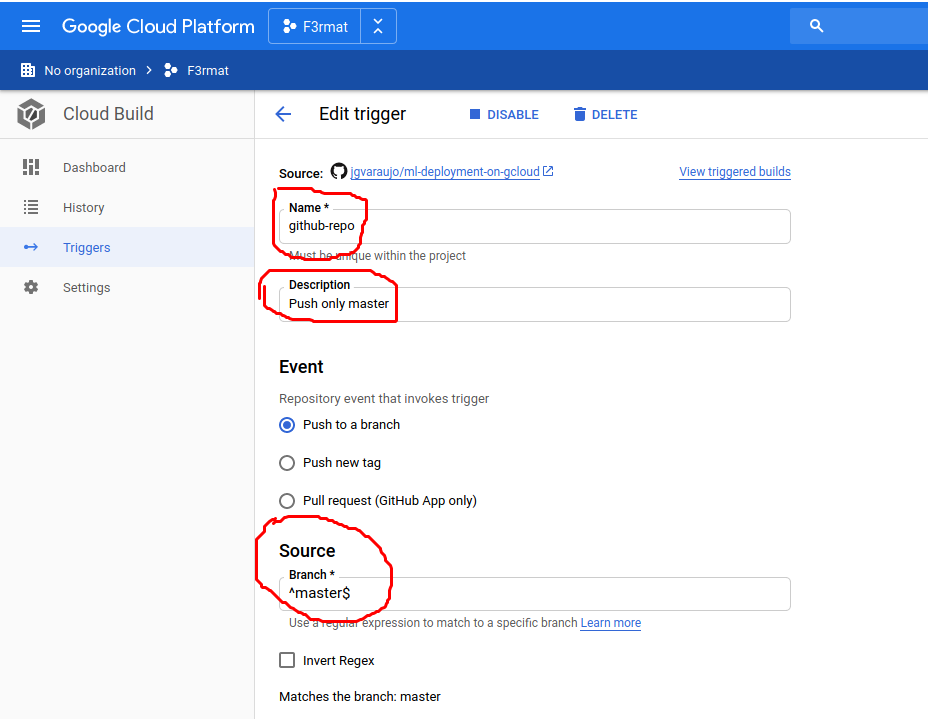 Google Cloud Platform F3rmat
No organization F3rmat
Cloud Build
Edit trigger DISABLE DELETE
Dashboard
History
Triggers
Settings
Source: jgvaraujo/ml-deployment-on-gcloud View triggered builds
Name *
github-repo
Must be unique within the project
Description
Push only master
Event
Repository event that invokes trigger
Push to a branch
Push new tag
Pull request (GitHub App only)
Source
Branch *
^master$
Use a regular expression to match to a specific branch Learn more
Invert Regex
Matches the branch: master